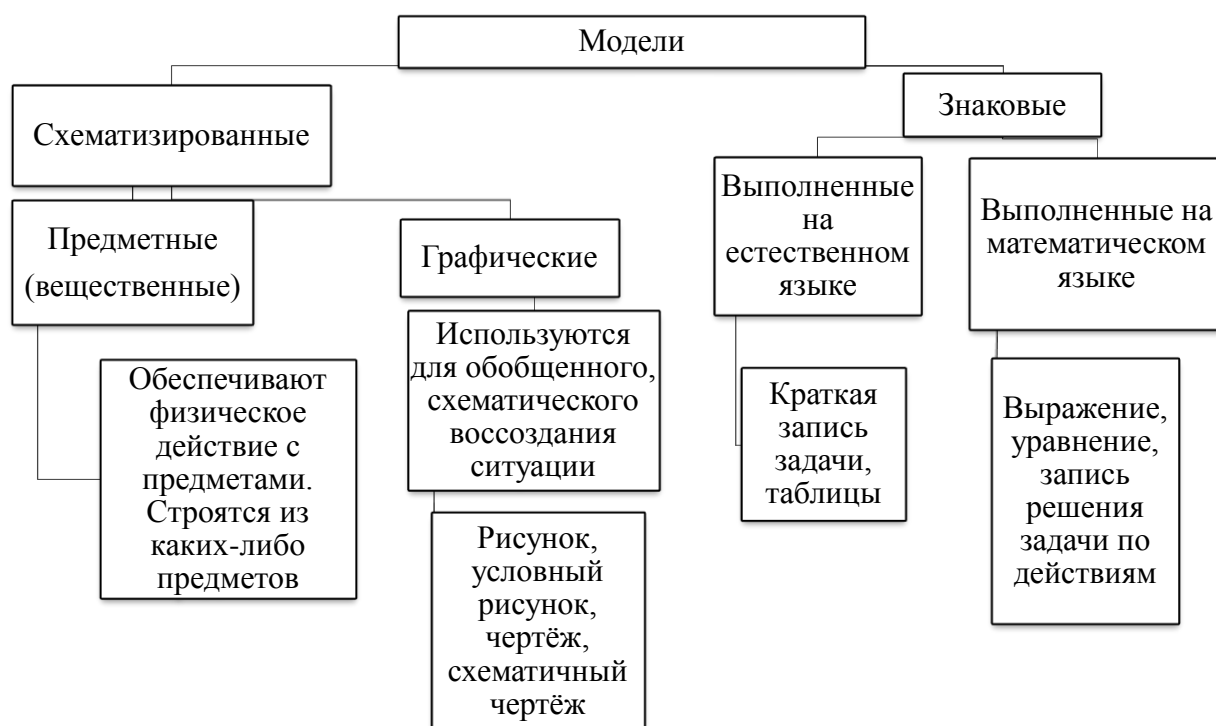 Модели
Схематизированные
Знаковые
Предметные
(вещественные)
Графические
Выполненные
на
естественном
языке
Выполненные на
математическом
языке
Обеспечивают
физическое
действие с
предметами.
Строятся из
каких-либо
предметов
Используются
для обобщенного,
схематического
воссоздания
ситуации
Рисунок,
условный
рисунок,
чертёж,
схематичный
чертёж
Краткая
запись
задачи,
таблицы
Выражение,
уравнение,
запись
решения
задачи по
действиям